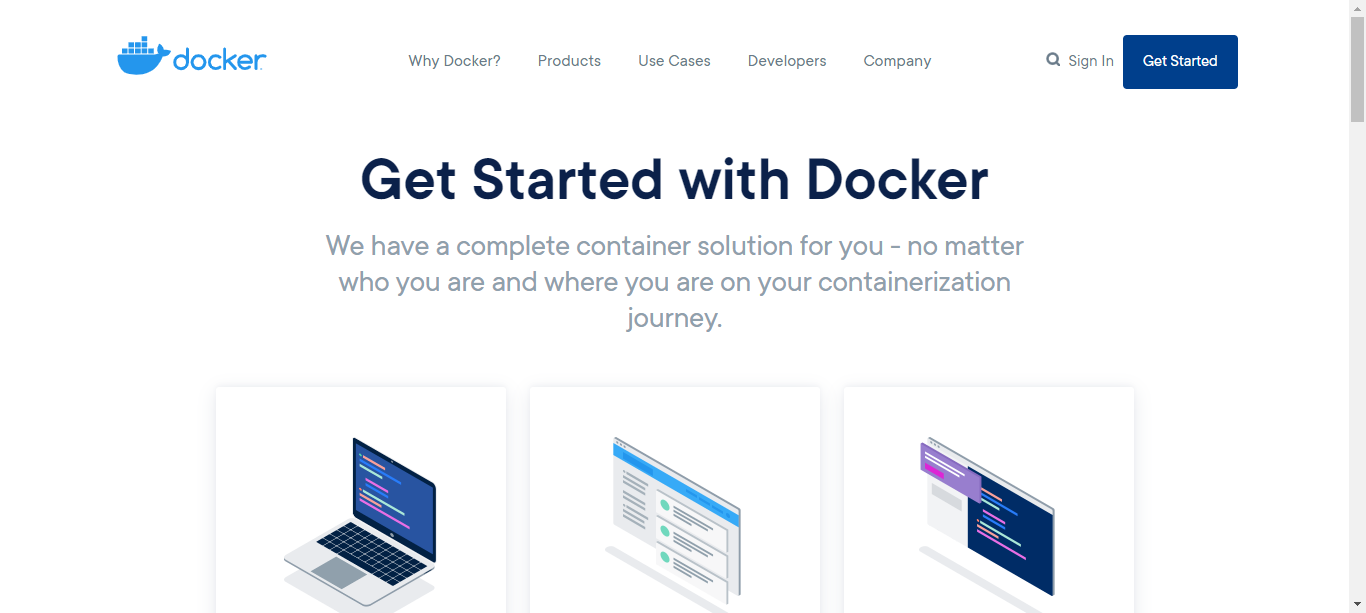 docker
Why Docker?
Products
Use Cases
Developers
Company
Sign In
Get Started
Get Started with Docker
We have a complete container solution for you - no matter
who you are and where you are on your containerization
journey.